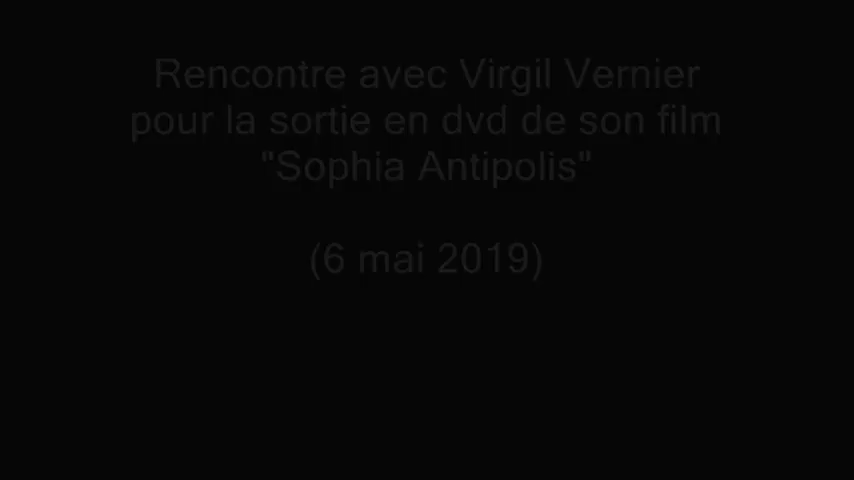 Rencontre avec Virgil Vernier
pour la sortie en dvd de son film
"Sophia Antipolis"
(6 mai 2019)